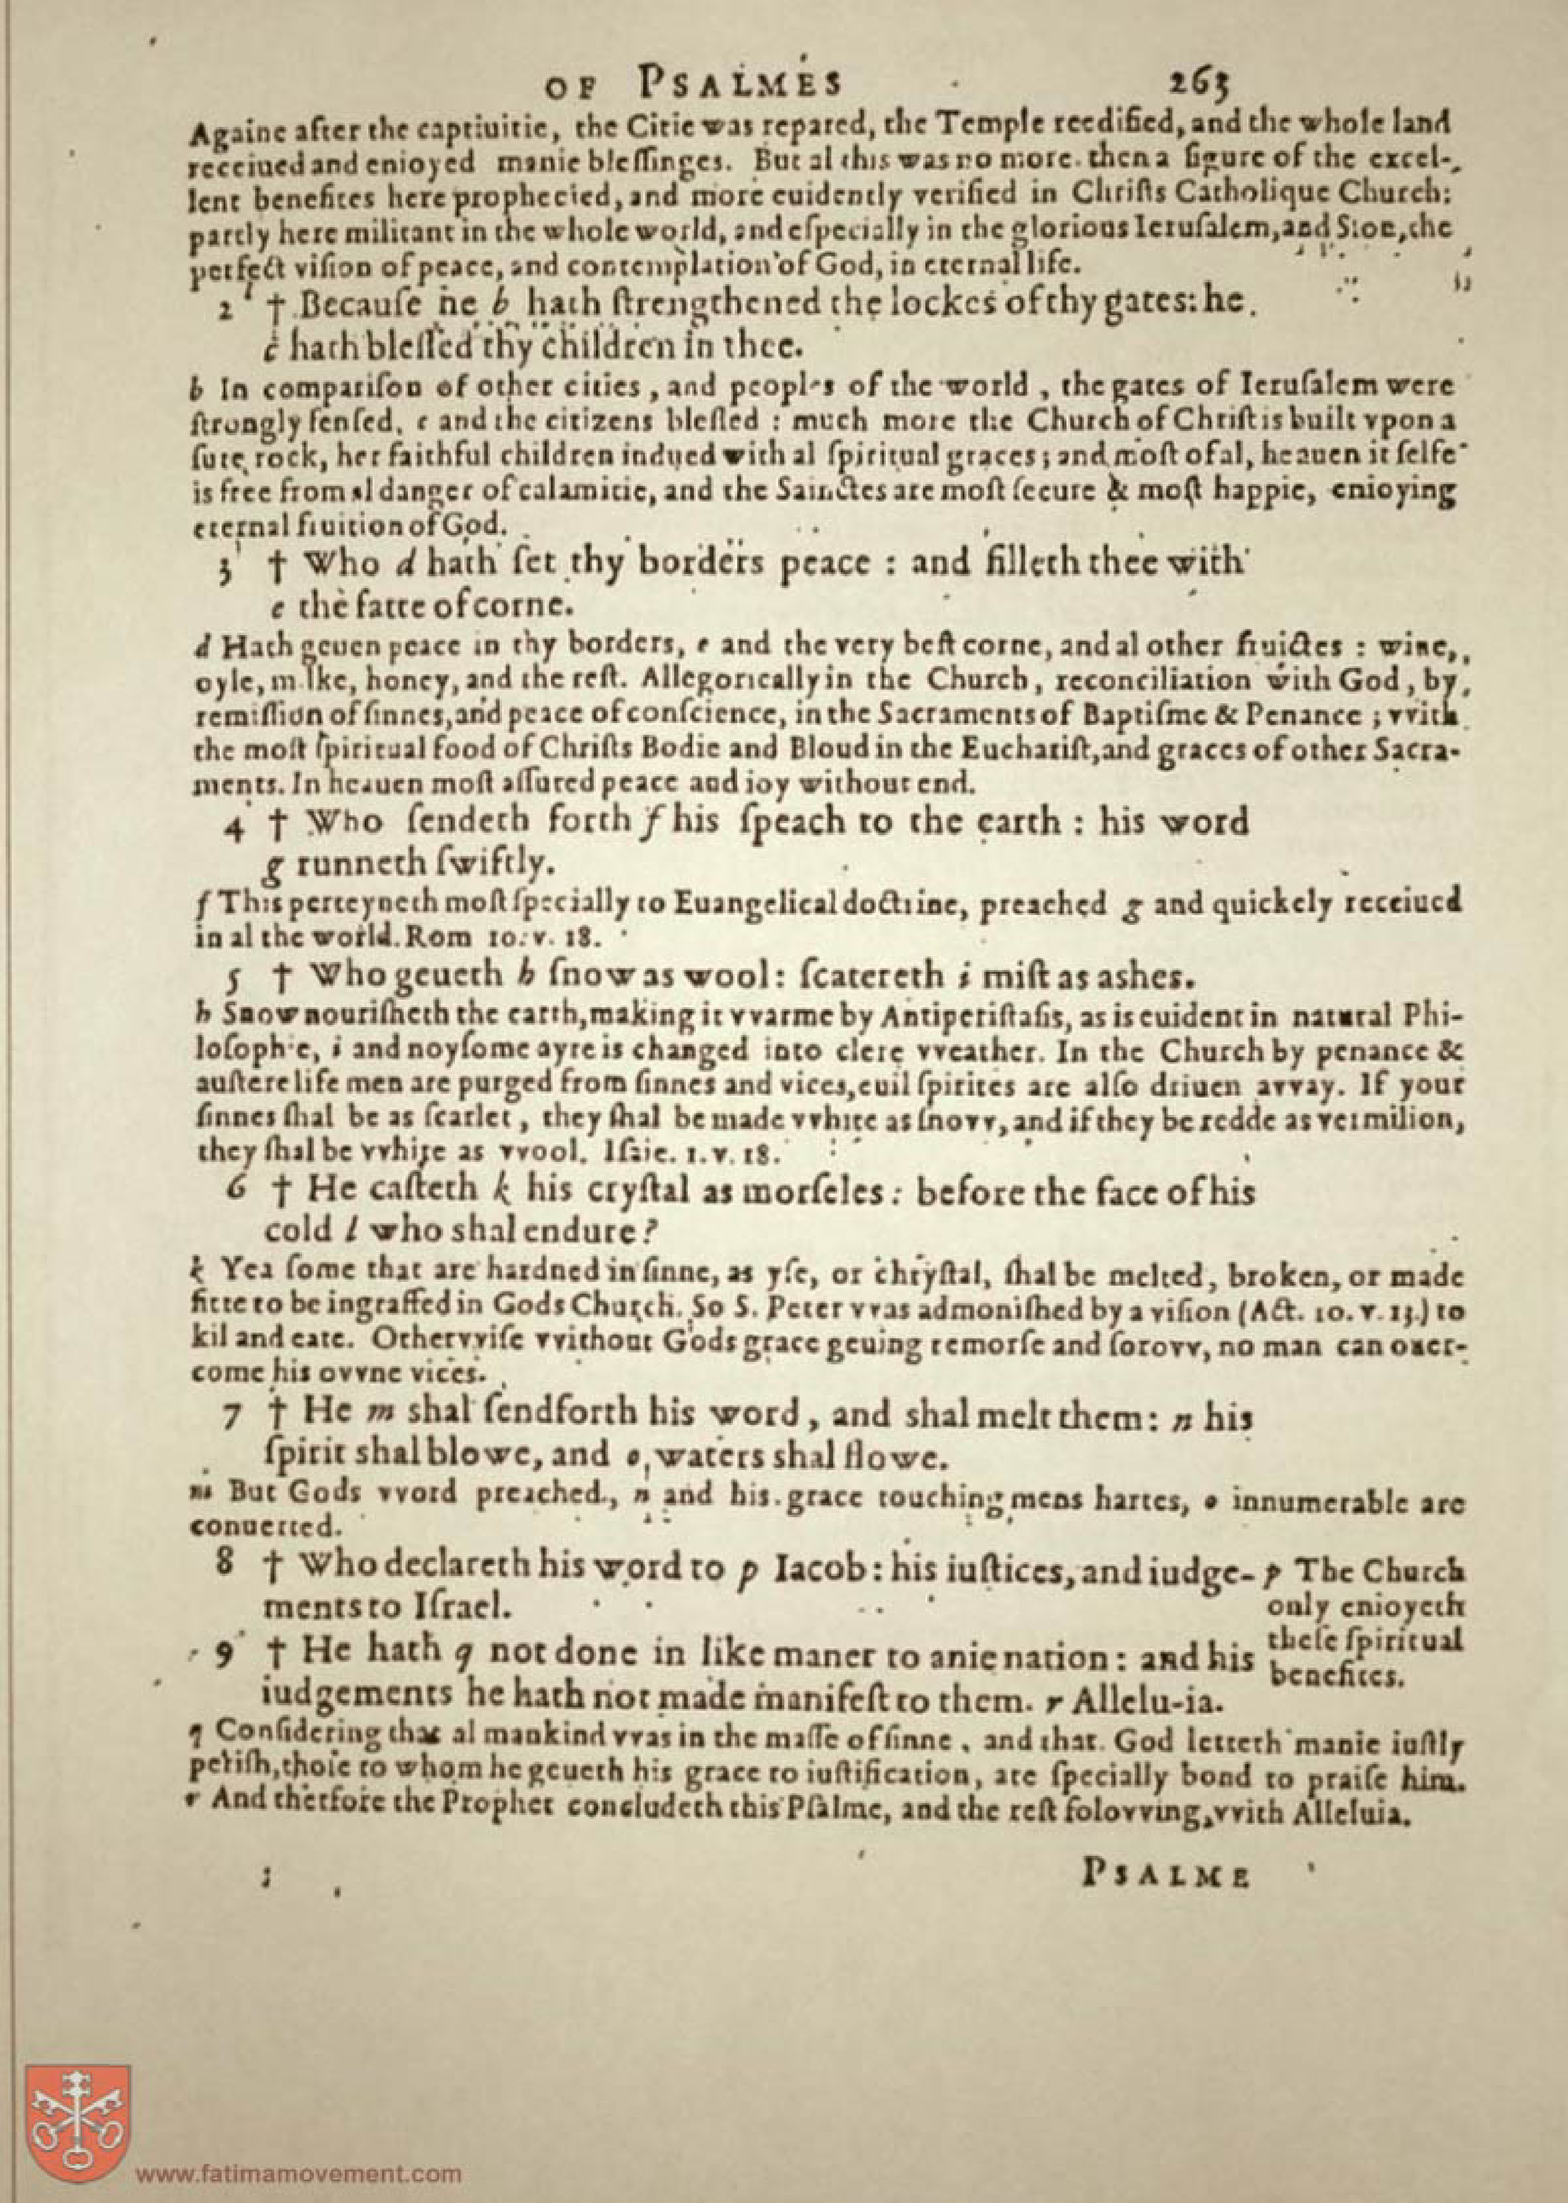 OF PSALMES 263
Againe after the captiuitie, the Citie was repared, the Temple reedified, and the whole land
receiued and enioyed manie bleſſinges. But al this was no more then a figure of the excel-
lent benefites here prophecied, and more euidently verified in Chriſts Catholique Church:
partly here militant in the whole world, and eſpecially in the glorious Ieruſalem, and Sion, the
perfect viſion of peace, and contemplation of God, in eternal life.
2 † Becauſe he b hath ſtrengthened the lockes of thy gates: he
c hath bleſſed thy children in thee.
b In compariſon of other cities, and peoples of the world, the gates of Ieruſalem were
ſtrongly fenſed, c and the citizens bleſſed : much more the Church of Chriſt is built vpon a
ſure rock, her faithful children indued with al ſpiritual graces; and moſt of al, heauen it ſelfe
is free from al danger of calamitie, and the Sainctes are moſt ſecure & moſt happie, enioying
eternal fruition of God.
3 † Who d hath ſet thy borders peace : and filleth thee with
e the fatte of corne.
d Hath geuen peace in thy borders, e and the very beſt corne, and al other fruictes : wine,
oyle, milke, honey, and the reſt. Allegorically in the Church, reconciliation with God, by
remiſſion of ſinnes, and peace of conſcience, in the Sacraments of Baptiſme & Penance ; vvith
the moſt ſpiritual food of Chriſts Bodie and Bloud in the Euchariſt, and graces of other Sacra-
ments. In heauen moſt aſſured peace and ioy without end.
4 † Who ſendeth forth f his ſpeach to the earth : his word
g runneth ſwiftly.
f This perteyneth moſt ſpecially to Euangelical doctrine, preached g and quickely receiued
in al the world. Rom 10. v. 18.
5 † Who geueth h ſnow as wool: ſcatereth i miſt as aſhes.
h Snow nouriſheth the earth, making it vvarme by Antiperiſtaſis, as is euident in natural Phi-
loſophie, i and noyſome ayre is changed into clere vveather. In the Church by penance &
auſtere life men are purged from ſinnes and vices, euil ſpirites are alſo driuen avvay. If your
ſinnes ſhal be as ſcarlet, they ſhal be made vvhite as ſnovv, and if they be redde as vermilion,
they ſhal be vvhite as vvool. Iſaie. 1. v. 18.
6 † He caſteth k his cryſtal as morſeles : before the face of his
cold l who shal endure?
k Yea ſome that are hardned in ſinne, as yſe, or chryſtal, ſhal be melted, broken, or made
fitte to be ingraffed in Gods Church. So S. Peter vvas admoniſhed by a viſion (Act. 10. v. 13.) to
kil and eate. Othervviſe vvithout Gods grace geuing remorſe and ſorovv, no man can ouer-
come his ovvne vices.
7 † He m shal ſendforth his word, and shal melt them: n his
ſpirit shal blowe, and o waters shal flowe.
m But Gods vvord preached, n and his grace touching mens hartes, o innumerable are
conuerted.
8 † Who declareth his word to p Iacob: his iuſtices, and iudge-
ments to Iſrael.
p The Church
only enioyeth
theſe ſpiritual
benefites.
9 † He hath q not done in like maner to anie nation: and his
iudgements he hath not made manifeſt to them. r Allelu-ia.
q Conſidering that al mankind vvas in the maſſe of ſinne, and that God letteth manie iuſtly
periſh, thoſe to whom he geueth his grace to iuſtification, are ſpecially bond to praiſe him.
r And therfore the Prophet concludeth this Pſalme, and the reſt folovving, vvith Alleluia.
PSALME
www.fatimamovement.com